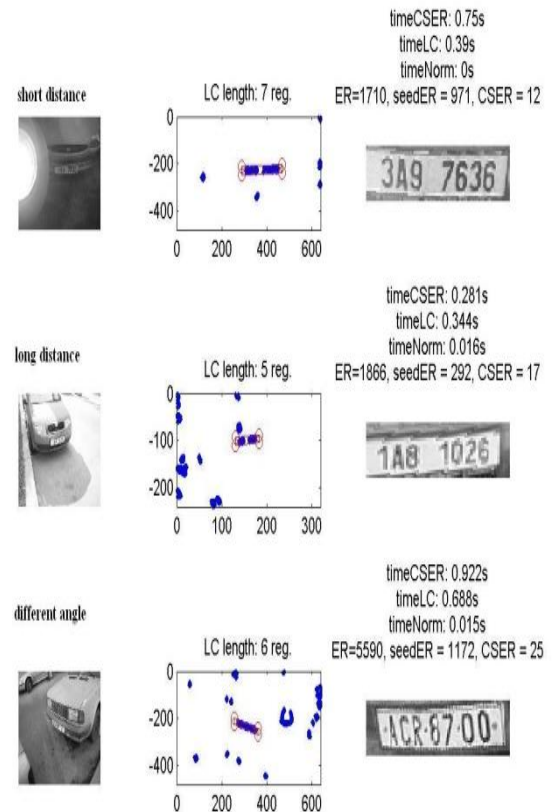 timeCSER: 0.75s
timeLC: 0.39s
timeNorm: 0s
ER=1710, seedER = 971, CSER = 12
short distance
LC length: 7 reg.
0
-200
-400
0 200 400 600
3A9 7636
timeCSER: 0.281s
timeLC: 0.344s
timeNorm: 0.016s
ER=1866, seedER = 292, CSER = 17
long distance
LC length: 5 reg.
0
-100
-200
0 100 200 300
1A8 1026
timeCSER: 0.922s
timeLC: 0.688s
timeNorm: 0.015s
ER=5590, seedER = 1172, CSER = 25
different angle
LC length: 6 reg.
0
-200
-400
0 200 400 600
ACR·67·00